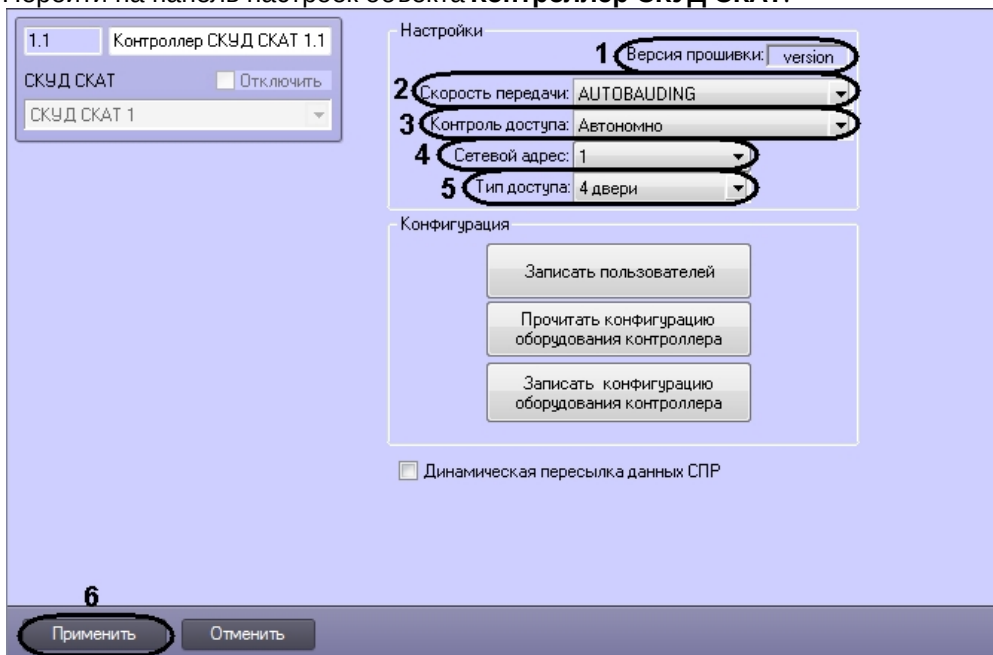 Перейти на панель настроек объекта Контроллер СКУД СКАТ.
1.1 Контроллер СКУД СКАТ 1.1
СКУД СКАТ Отключить
СКУД СКАТ 1
Настройки
1 Версия прошивки: version
2 Скорость передачи: AUTOBAUDING
3 Контроль доступа: Автономно
4 Сетевой адрес: 1
5 Тип доступа: 4 двери
Конфигурация
Записать пользователей
Прочитать конфигурацию
оборудования контроллера
Записать конфигурацию
оборудования контроллера
Динамическая пересылка данных СПР
6
Применить Отменить